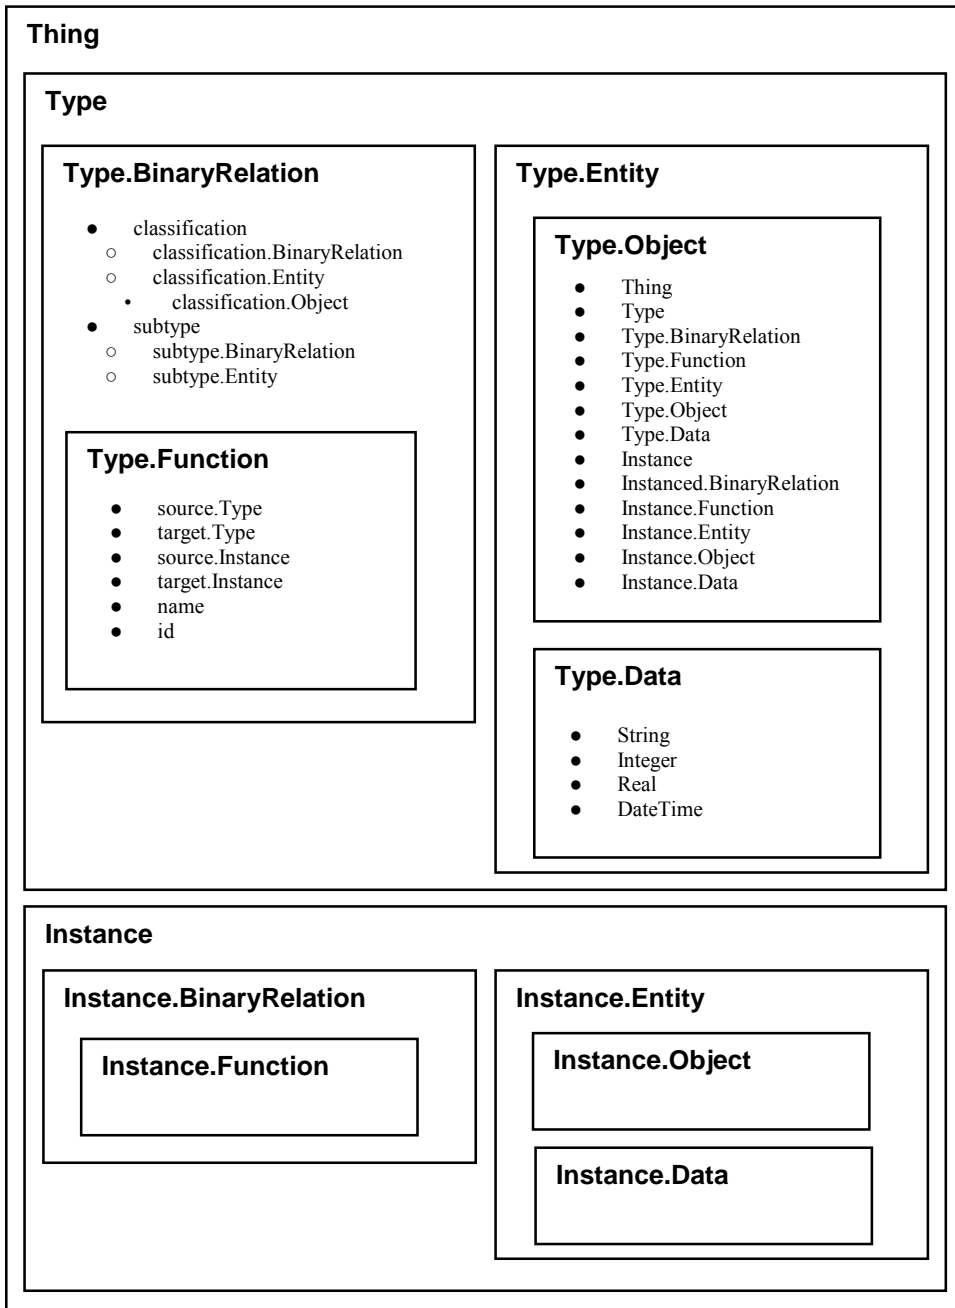 Thing
Type
Type.BinaryRelation
● classification
○ classification.BinaryRelation
○ classification.Entity
• classification.Object
● subtype
○ subtype.BinaryRelation
○ subtype.Entity
Type.Function
● source.Type
● target.Type
● source.Instance
● target.Instance
● name
● id
Type.Entity
Type.Object
● Thing
● Type
● Type.BinaryRelation
● Type.Function
● Type.Entity
● Type.Object
● Type.Data
● Instance
● Instanced.BinaryRelation
● Instance.Function
● Instance.Entity
● Instance.Object
● Instance.Data
Type.Data
● String
● Integer
● Real
● DateTime
Instance
Instance.BinaryRelation
Instance.Function
Instance.Entity
Instance.Object
Instance.Data